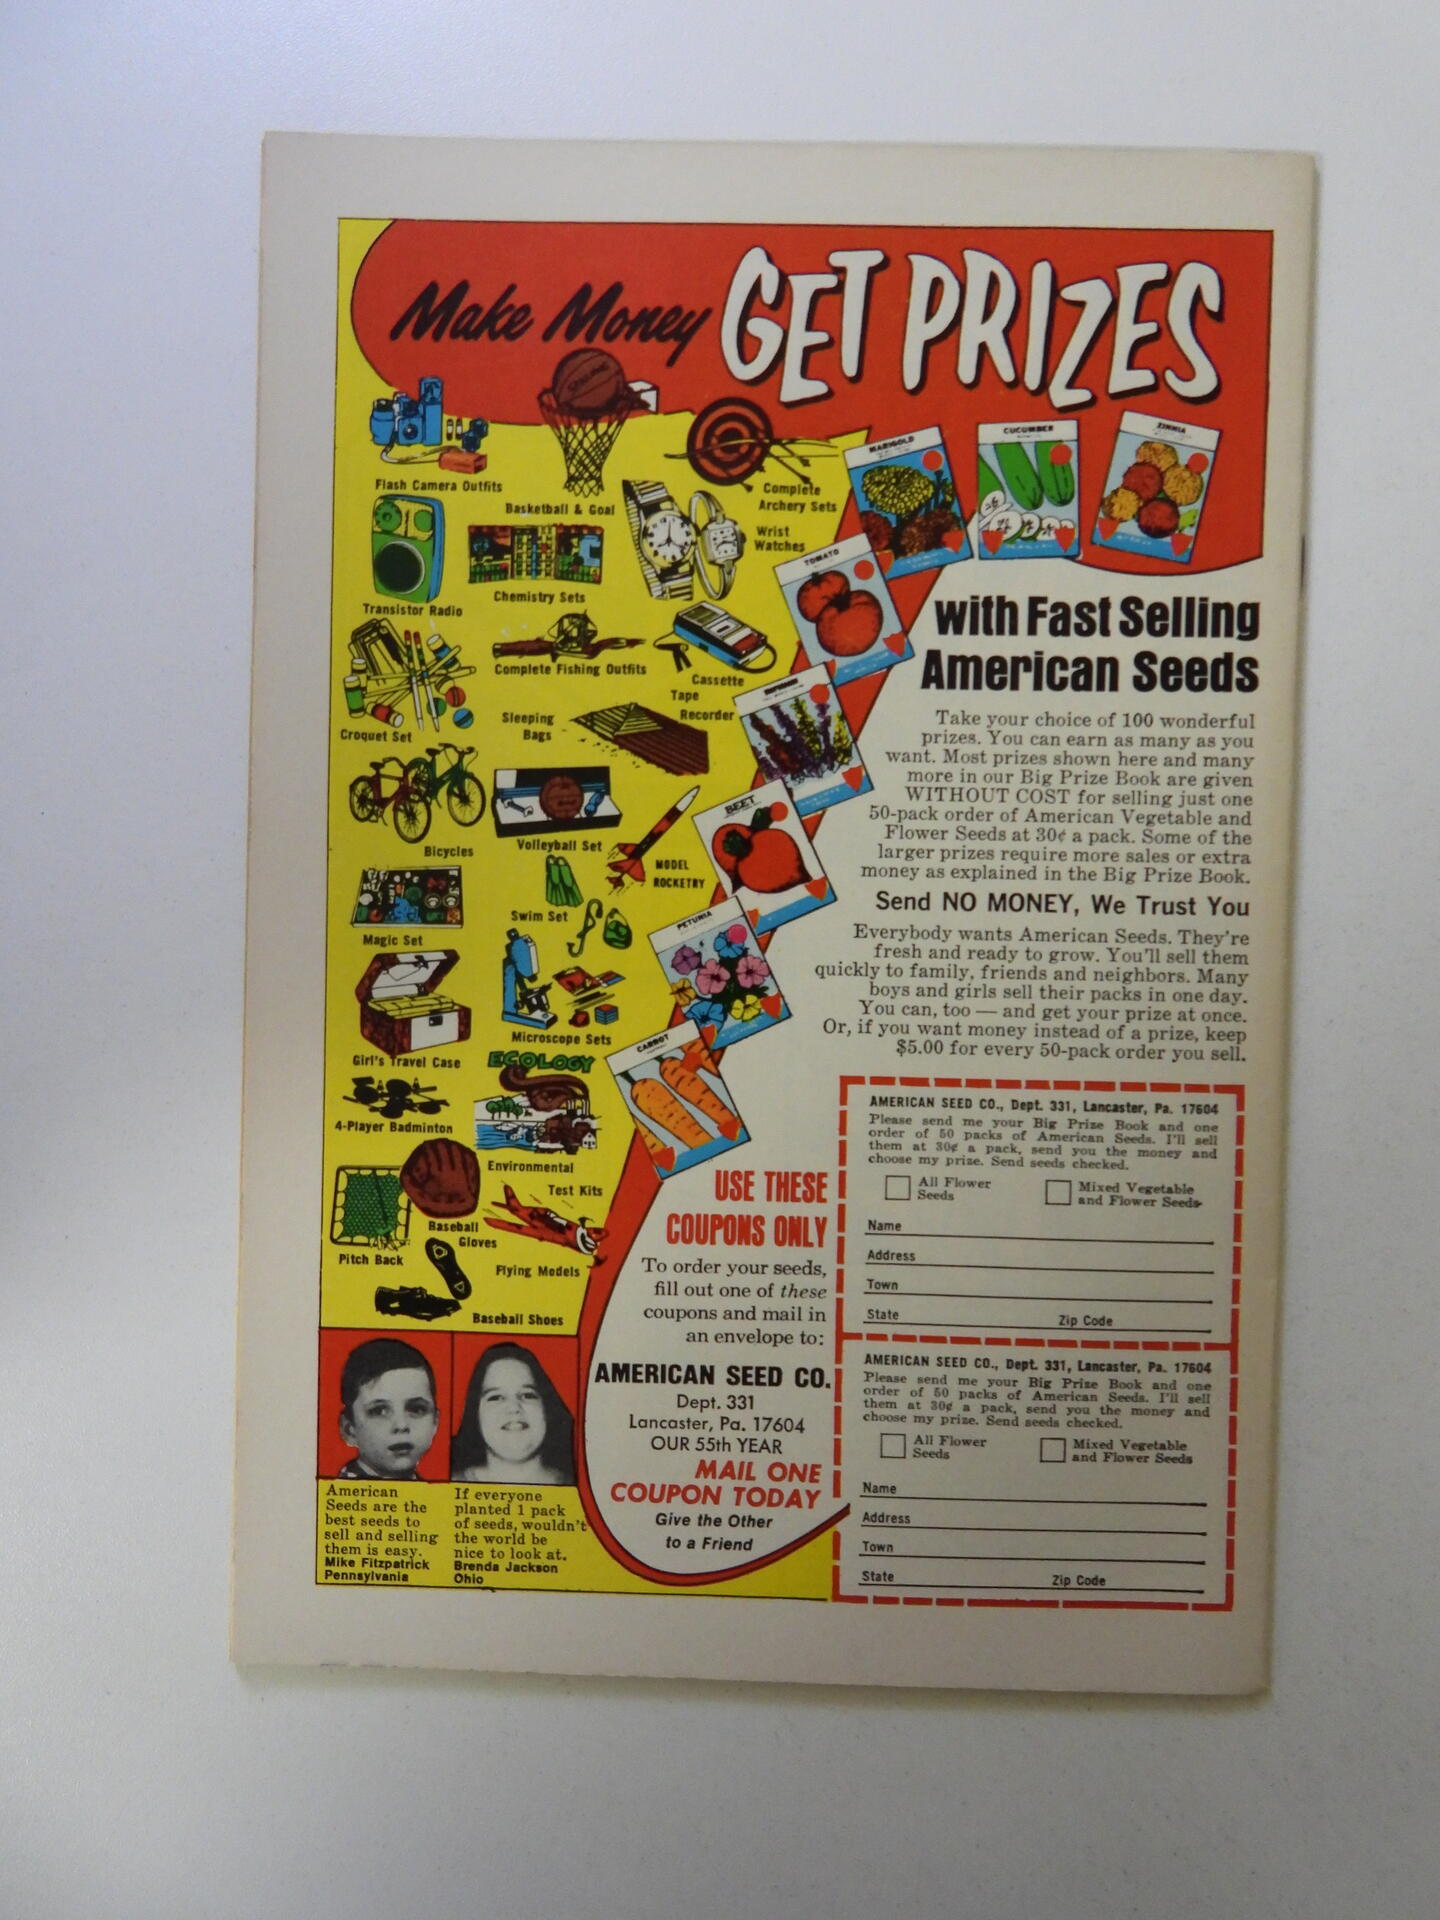 Make Money GET PRIZES
Flash Camera Outfits
Basketball & Goal
Complete
Archery Sets
Wrist
Watches
Transistor Radio
Chemistry Sets
Complete Fishing Outfits
Cassette
Tape
Recorder
Croquet Set
Sleeping
Bags
Bicycles
Volleyball Set
MODEL
ROCKETRY
Magic Set
Swim Set
Girl's Travel Case
Microscope Sets
ECOLOGY
4-Player Badminton
Environmental
Test Kits
Baseball
Gloves
Pitch Back
Flying Models
Baseball Shoes
MARIGOLD
CUCUMBER
ZINNIA
TOMATO
BEET
PETUNIA
CARROT
with Fast Selling
American Seeds
Take your choice of 100 wonderful
prizes. You can earn as many as you
want. Most prizes shown here and many
more in our Big Prize Book are given
WITHOUT COST for selling just one
50-pack order of American Vegetable and
Flower Seeds at 30¢ a pack. Some of the
larger prizes require more sales or extra
money as explained in the Big Prize Book.
Send NO MONEY, We Trust You
Everybody wants American Seeds. They're
fresh and ready to grow. You'll sell them
quickly to family, friends and neighbors. Many
boys and girls sell their packs in one day.
You can, too — and get your prize at once.
Or, if you want money instead of a prize, keep
$5.00 for every 50-pack order you sell.
USE THESE
COUPONS ONLY
To order your seeds,
fill out one of these
coupons and mail in
an envelope to:
AMERICAN SEED CO.
Dept. 331
Lancaster, Pa. 17604
OUR 55th YEAR
MAIL ONE
COUPON TODAY
Give the Other
to a Friend
AMERICAN SEED CO., Dept. 331, Lancaster, Pa. 17604
Please send me your Big Prize Book and one
order of 50 packs of American Seeds. I'll sell
them at 30¢ a pack, send you the money and
choose my prize. Send seeds checked.
All Flower
Seeds
Mixed Vegetable
and Flower Seeds
Name
Address
Town
State Zip Code
AMERICAN SEED CO., Dept. 331, Lancaster, Pa. 17604
Please send me your Big Prize Book and one
order of 50 packs of American Seeds. I'll sell
them at 30¢ a pack, send you the money and
choose my prize. Send seeds checked.
All Flower
Seeds
Mixed Vegetable
and Flower Seeds
Name
Address
Town
State Zip Code
American
Seeds are the
best seeds to
sell and selling
them is easy.
Mike Fitzpatrick
Pennsylvania
If everyone
planted 1 pack
of seeds, wouldn't
the world be
nice to look at.
Brenda Jackson
Ohio